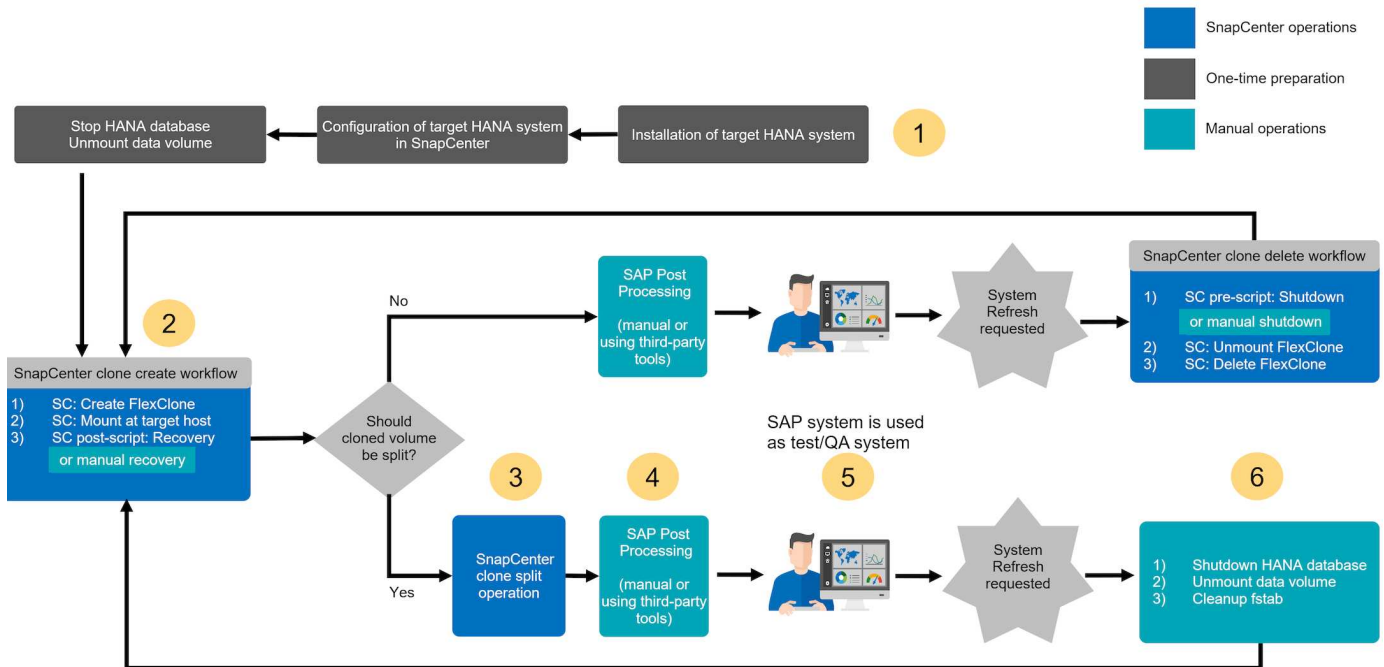 SnapCenter operations
One-time preparation
Manual operations
Stop HANA database
Unmount data volume
Configuration of target HANA system
in SnapCenter
Installation of target HANA system
1
2
SnapCenter clone create workflow
1) SC: Create FlexClone
2) SC: Mount at target host
3) SC post-script: Recovery
or manual recovery
Should
cloned volume
be split?
No
Yes
SAP Post
Processing
(manual or
using third-party
tools)
System
Refresh
requested
SnapCenter clone delete workflow
1) SC pre-script: Shutdown
or manual shutdown
2) SC: Unmount FlexClone
3) SC: Delete FlexClone
SAP system is used
as test/QA system
3
4
5
6
SnapCenter
clone split
operation
SAP Post
Processing
(manual or
using third-party
tools)
System
Refresh
requested
1) Shutdown HANA database
2) Unmount data volume
3) Cleanup fstab